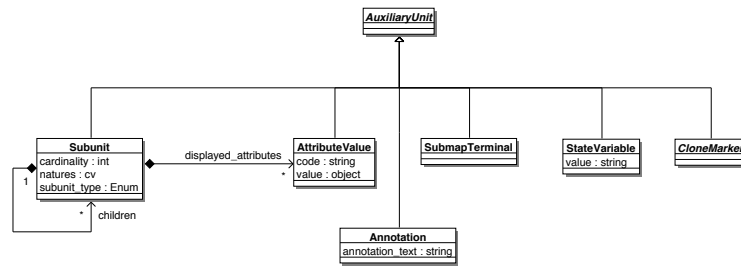 AuxiliaryUnit
Subunit
cardinality : int
natures : cv
subunit_type : Enum
1
* children
displayed_attributes
*
AttributeValue
code : string
value : object
SubmapTerminal
StateVariable
value : string
CloneMarker
Annotation
annotation_text : string